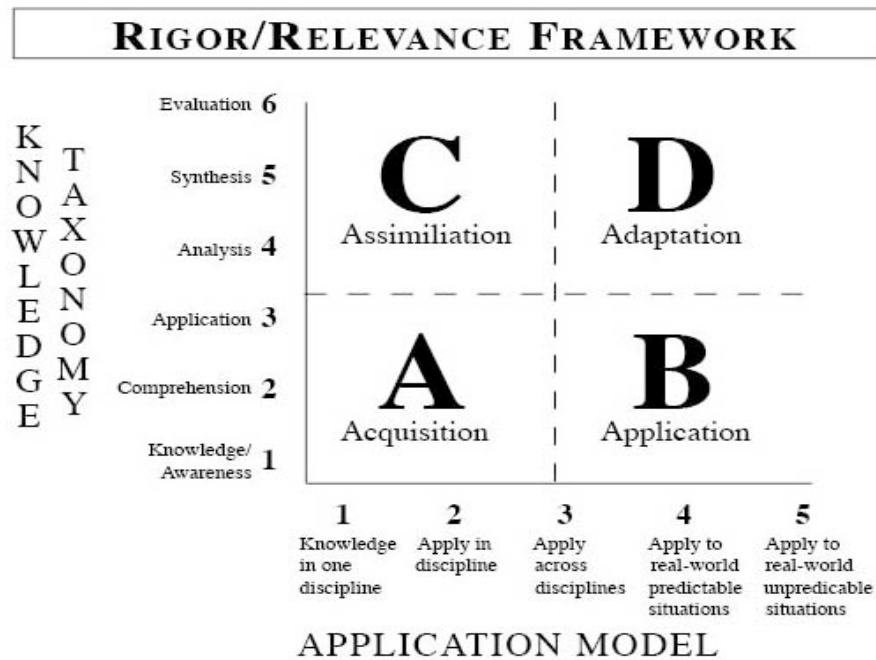 RIGOR/RELEVANCE FRAMEWORK
KNOWLEDGE
TAXONOMY
Evaluation 6
Synthesis 5
Analysis 4
Application 3
Comprehension 2
Knowledge/
Awareness 1
C
Assimiliation
D
Adaptation
A
Acquisition
B
Application
1
Knowledge
in one
discipline
2
Apply in
discipline
3
Apply
across
disciplines
4
Apply to
real-world
predictable
situations
5
Apply to
real-world
unpredicable
situations
APPLICATION MODEL